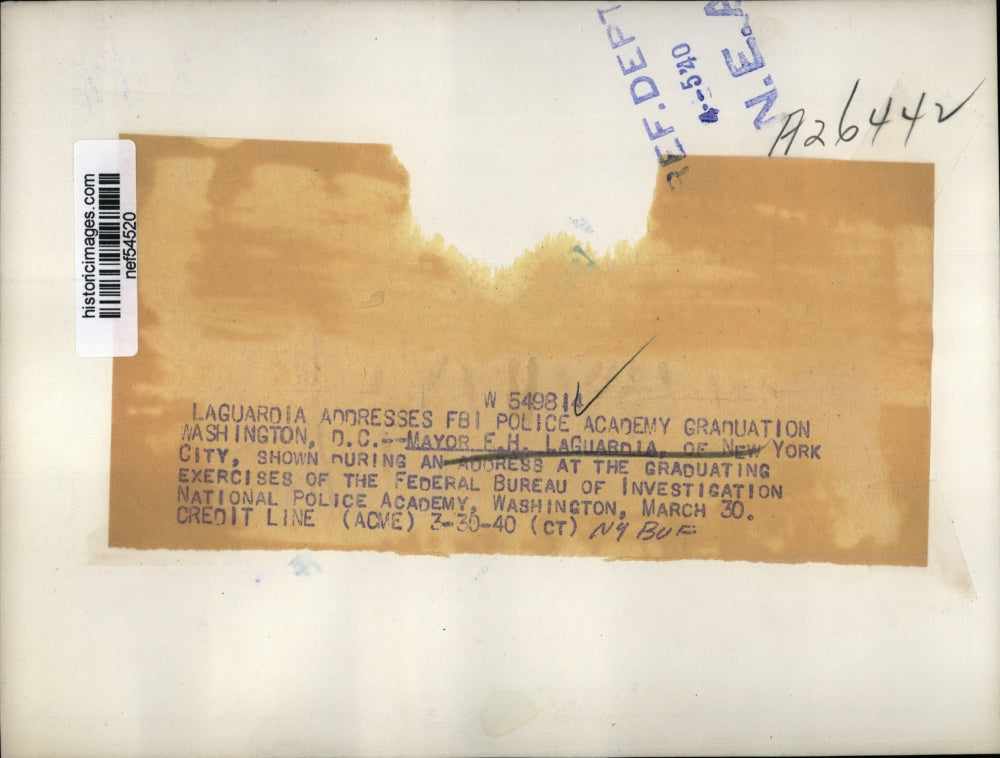 REF. DEPT
4-5 40
N.E.A
A26442
historicimages.com
nef54520
W 549814
LAGUARDIA ADDRESSES FBI POLICE ACADEMY GRADUATION
WASHINGTON, D.C.--MAYOR F.H. LAGUARDIA, OF NEW YORK
CITY, SHOWN DURING AN ADDRESS AT THE GRADUATING
EXERCISES OF THE FEDERAL BUREAU OF INVESTIGATION
NATIONAL POLICE ACADEMY, WASHINGTON, MARCH 30.
CREDIT LINE (ACME) 3-30-40 (CT) NY BUF